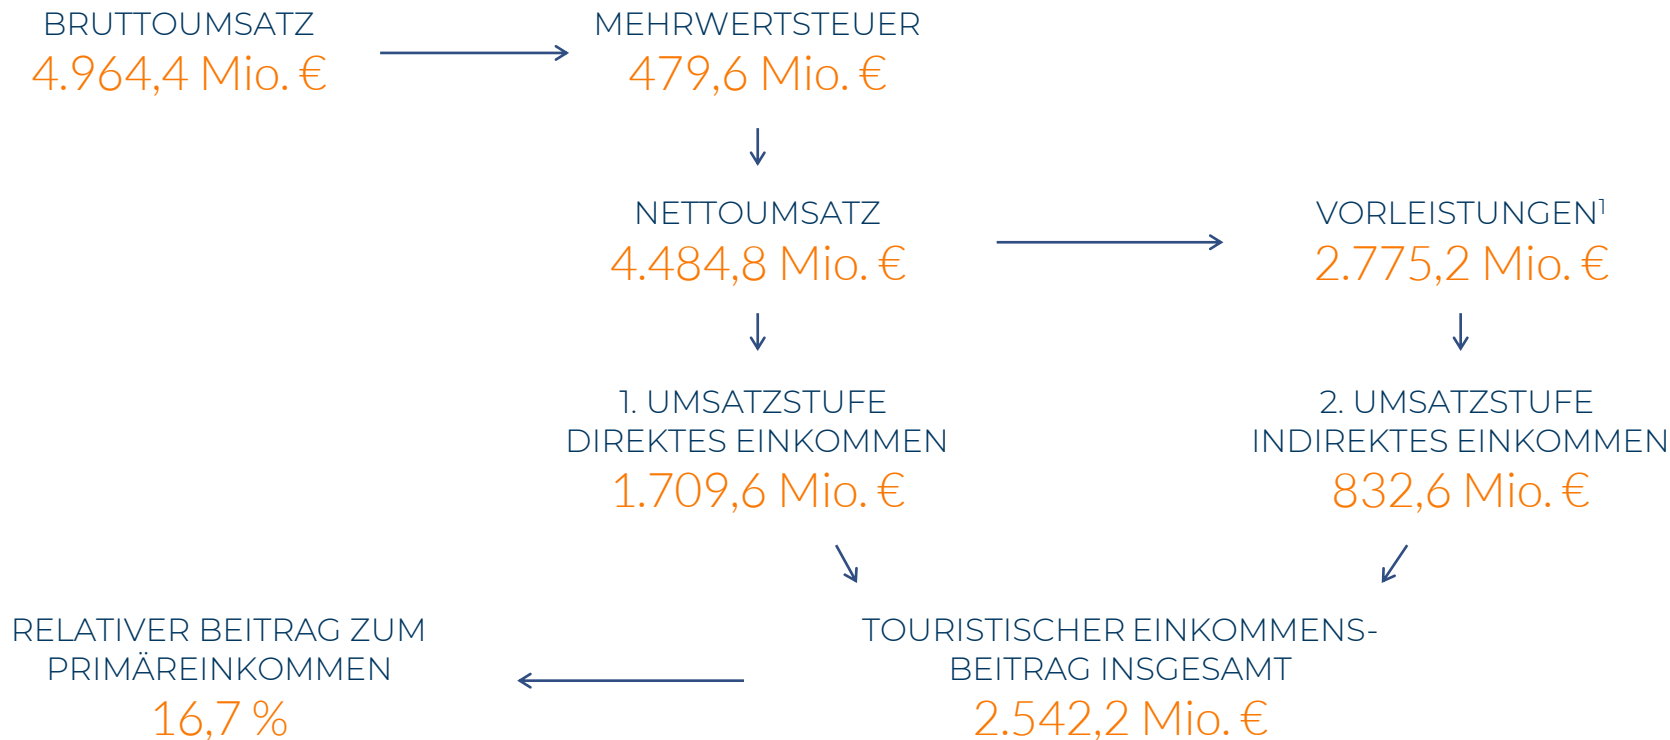 BRUTTOUMSATZ
4.964,4 Mio. €
MEHRWERTSTEUER
479,6 Mio. €
NETTOUMSATZ
4.484,8 Mio. €
VORLEISTUNGEN¹
2.775,2 Mio. €
1. UMSATZSTUFE
DIREKTES EINKOMMEN
1.709,6 Mio. €
2. UMSATZSTUFE
INDIREKTES EINKOMMEN
832,6 Mio. €
RELATIVER BEITRAG ZUM
PRIMÄREINKOMMEN
16,7 %
TOURISTISCHER EINKOMMENS-
BEITRAG INSGESAMT
2.542,2 Mio. €